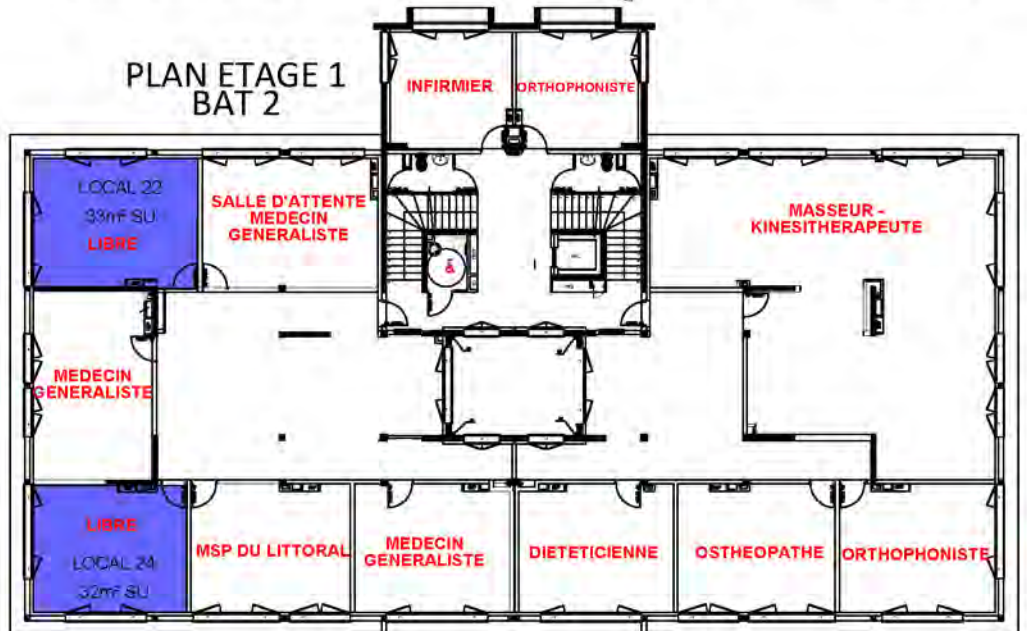 PLAN ETAGE 1
BAT 2
INFIRMIER
ORTHOPHONISTE
LOCAL 22
33m² SU
LIBRE
SALLE D'ATTENTE
MEDECIN
GENERALISTE
MASSEUR -
KINESITHERAPEUTE
MEDECIN
GENERALISTE
LIBRE
LOCAL 24
32m² SU
MSP DU LITTORAL
MEDECIN
GENERALISTE
DIETETICIENNE
OSTHEOPATHE
ORTHOPHONISTE